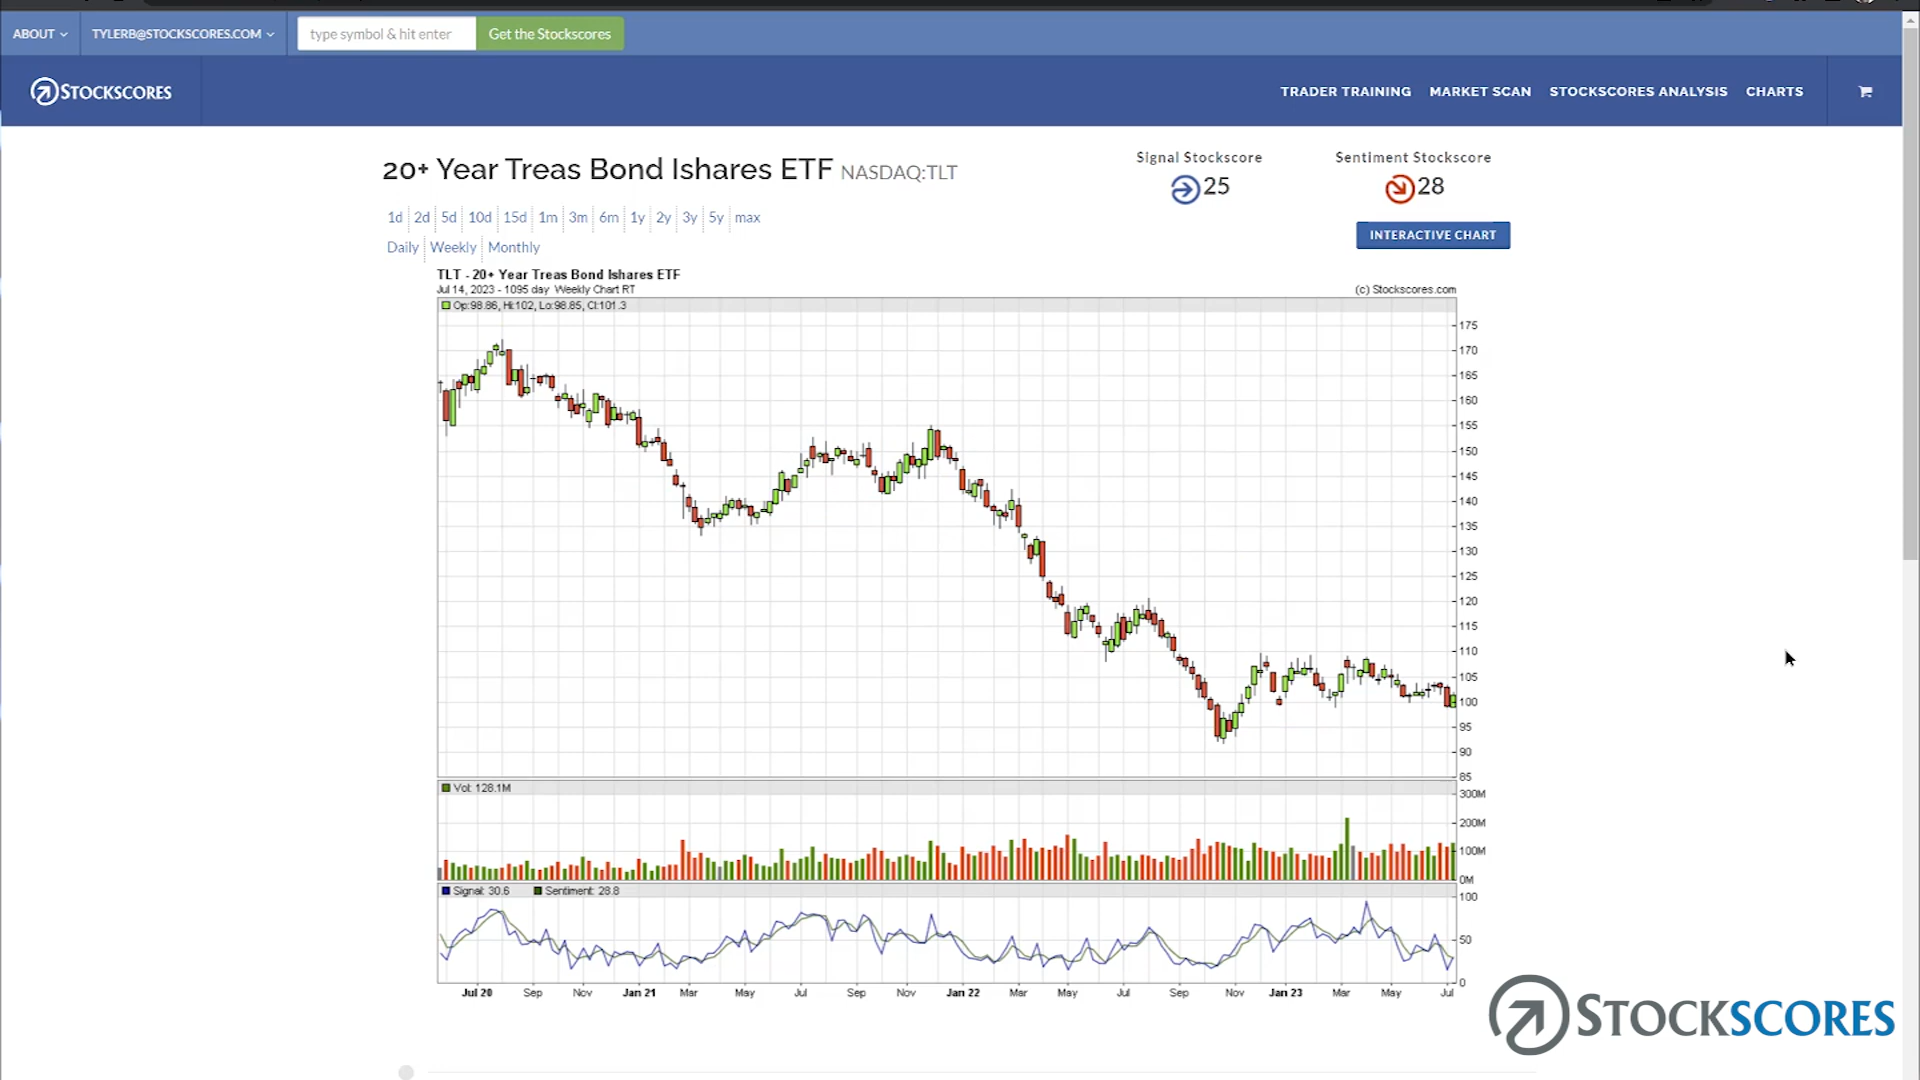 ABOUT TYLERB@STOCKSCORES.COM type symbol & hit enter Get the Stockscores
STOCKSCORES TRADER TRAINING MARKET SCAN STOCKSCORES ANALYSIS CHARTS
20+ Year Treas Bond Ishares ETF NASDAQ:TLT
Signal Stockscore
25
Sentiment Stockscore
28
1d 2d 5d 10d 15d 1m 3m 6m 1y 2y 3y 5y max
Daily Weekly Monthly
INTERACTIVE CHART
TLT - 20+ Year Treas Bond Ishares ETF
Jul 14, 2023 - 1095 day Weekly Chart RT (c) Stockscores.com
Op:98.86, Hi:102, Lo:98.85, Cl:101.3
175
170
165
160
155
150
145
140
135
130
125
120
115
110
105
100
95
90
85
Vol: 128.1M
300M
200M
100M
0M
Signal: 30.6 Sentiment: 28.8
100
50
0
Jul 20 Sep Nov Jan 21 Mar May Jul Sep Nov Jan 22 Mar May Jul Sep Nov Jan 23 Mar May Jul
STOCKSCORES